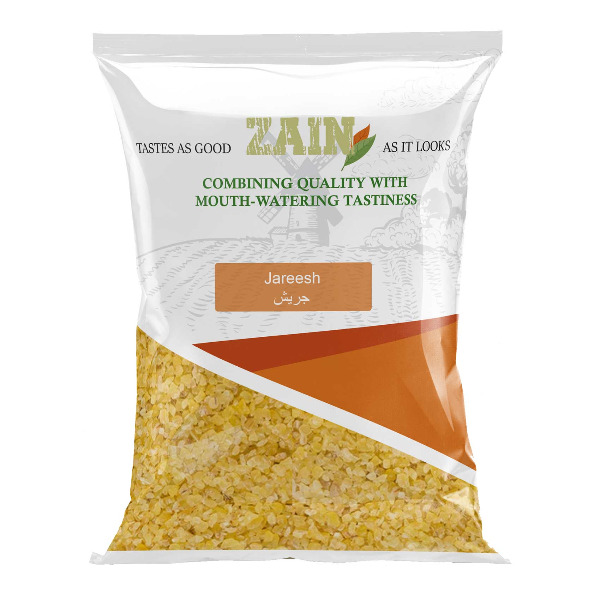 ZAIN
TASTES AS GOOD AS IT LOOKS
COMBINING QUALITY WITH
MOUTH-WATERING TASTINESS
Jareesh
جريش